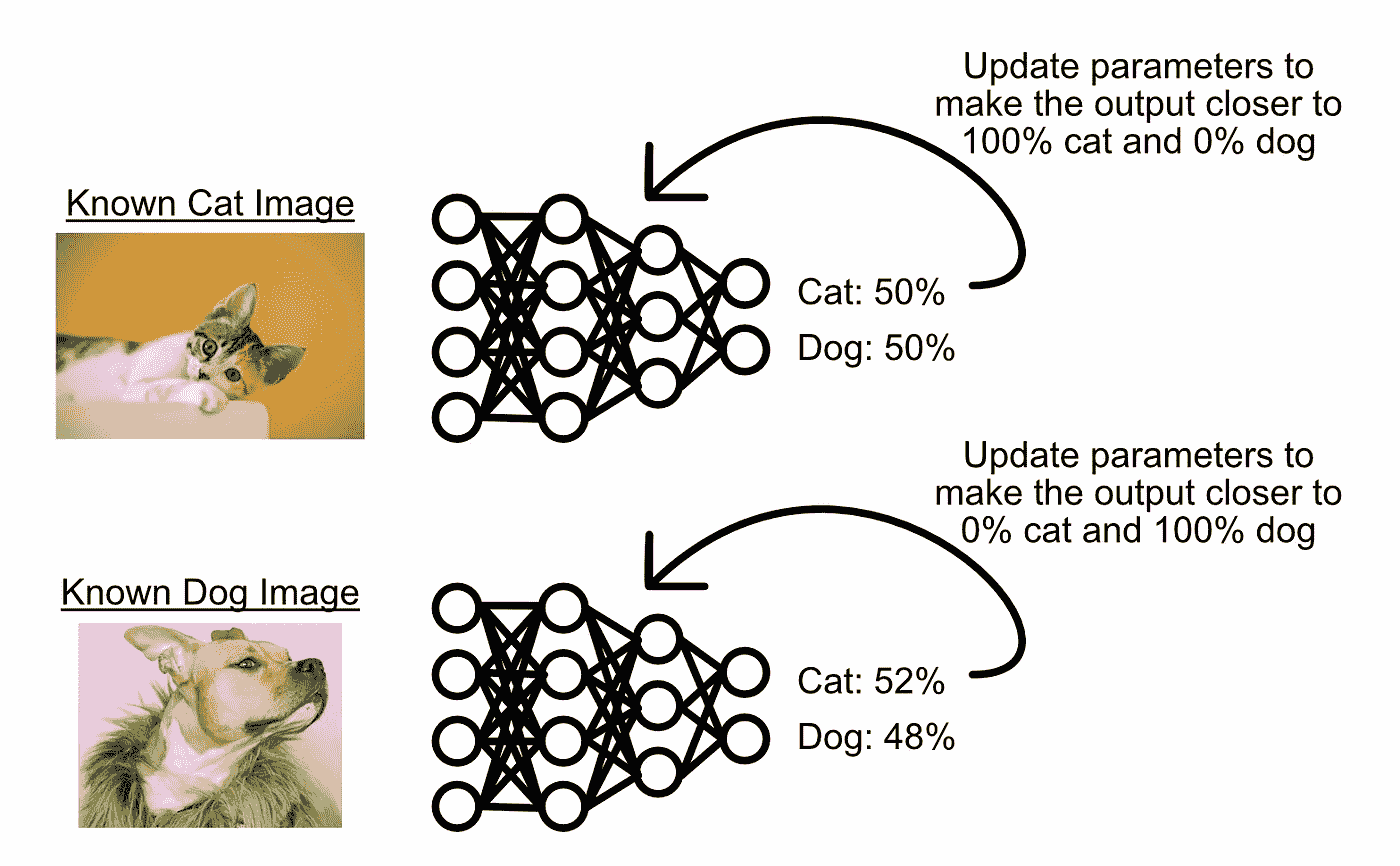 Update parameters to
make the output closer to
100% cat and 0% dog
Known Cat Image
Cat: 50%
Dog: 50%
Update parameters to
make the output closer to
0% cat and 100% dog
Known Dog Image
Cat: 52%
Dog: 48%